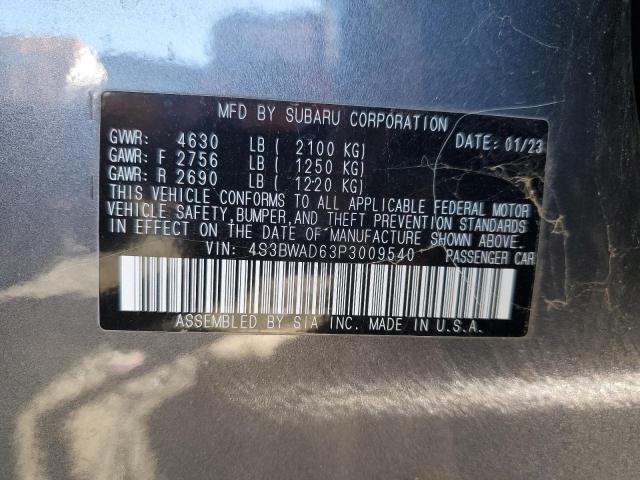 MFD BY SUBARU CORPORATION
GVWR: 4630 LB ( 2100 KG) DATE: 01/23
GAWR: F 2756 LB ( 1250 KG)
GAWR: R 2690 LB ( 1220 KG)
THIS VEHICLE CONFORMS TO ALL APPLICABLE FEDERAL MOTOR
VEHICLE SAFETY, BUMPER, AND THEFT PREVENTION STANDARDS
IN EFFECT ON THE DATE OF MANUFACTURE SHOWN ABOVE.
VIN: 4S3BWAD63P3009540 PASSENGER CAR
ASSEMBLED BY SIA INC. MADE IN U.S.A.